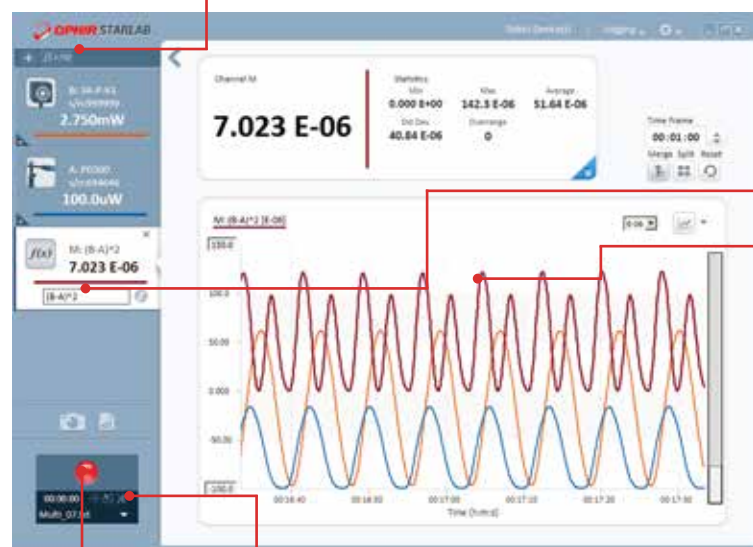 OPHIR STARLAB
2.750mW
100.0uW
M: (B-A)^2
7.023 E-06
(B-A)^2
f(x)
00:00:00
Channel M
7.023 E-06
Statistics
Min Max Average
0.000 E+00 142.3 E-06 51.64 E-06
Std Dev. Overrange
40.84 E-06 0
Time Frame
00:01:00
Merge Split Reset
M: (B-A)^2 [E-06]
100.0
50.00
0.000
-50.00
-100.0
00:16:40 00:16:50 00:17:00 00:17:10 00:17:20 00:17:30
Time (h:m:s)